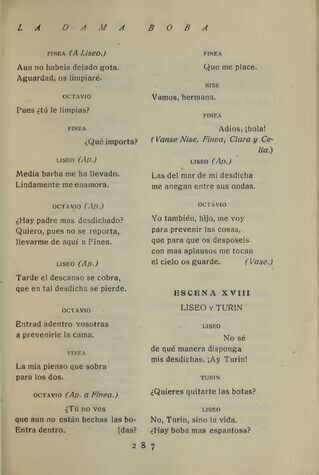 LA DAMA BOBA
FINEA (A Liseo.)
Aun no habeis dejado gota.
Aguardad, os limpiaré.
OCTAVIO
Pues ¿tú le limpias?
FINEA
¿Qué importa?
LISEO (Ap.)
Media barba me ha llevado.
Lindamente me enamora.
OCTAVIO (Ap.)
¿Hay padre mas desdichado?
Quiero, pues no se reporta,
llevarme de aquí a Finea.
LISEO (Ap.)
Tarde el descanso se cobra,
que en tal desdicha se pierde.
OCTAVIO
Entrad adentro vosotras
a prevenirle la cama.
FINEA
La mia pienso que sobra
para los dos.
OCTAVIO (Ap. a Finea.)
¿Tú no ves
que aun no están hechas las bo-
Entra dentro. [das?
FINEA
Que me place.
NISE
Vamos, hermana.
FINEA
Adios, ¡hola!
(Vanse Nise, Finea, Clara y Ce-
lia.)
LISEO (Ap.)
Las del mar de mi desdicha
me anegan entre sus ondas.
OCTAVIO
Yo también, hijo, me voy
para prevenir las cosas,
que para que os desposeis
con mas aplausos me tocan
el cielo os guarde. (Vase.)
ESCENA XVIII
LISEO Y TURIN
LISEO
No sé
de qué manera disponga
mis desdichas. ¡Ay Turin!
TURIN
¿Quieres quitarte las botas?
LISEO
No, Turin, sino la vida.
¿Hay boba mas espantosa?
287